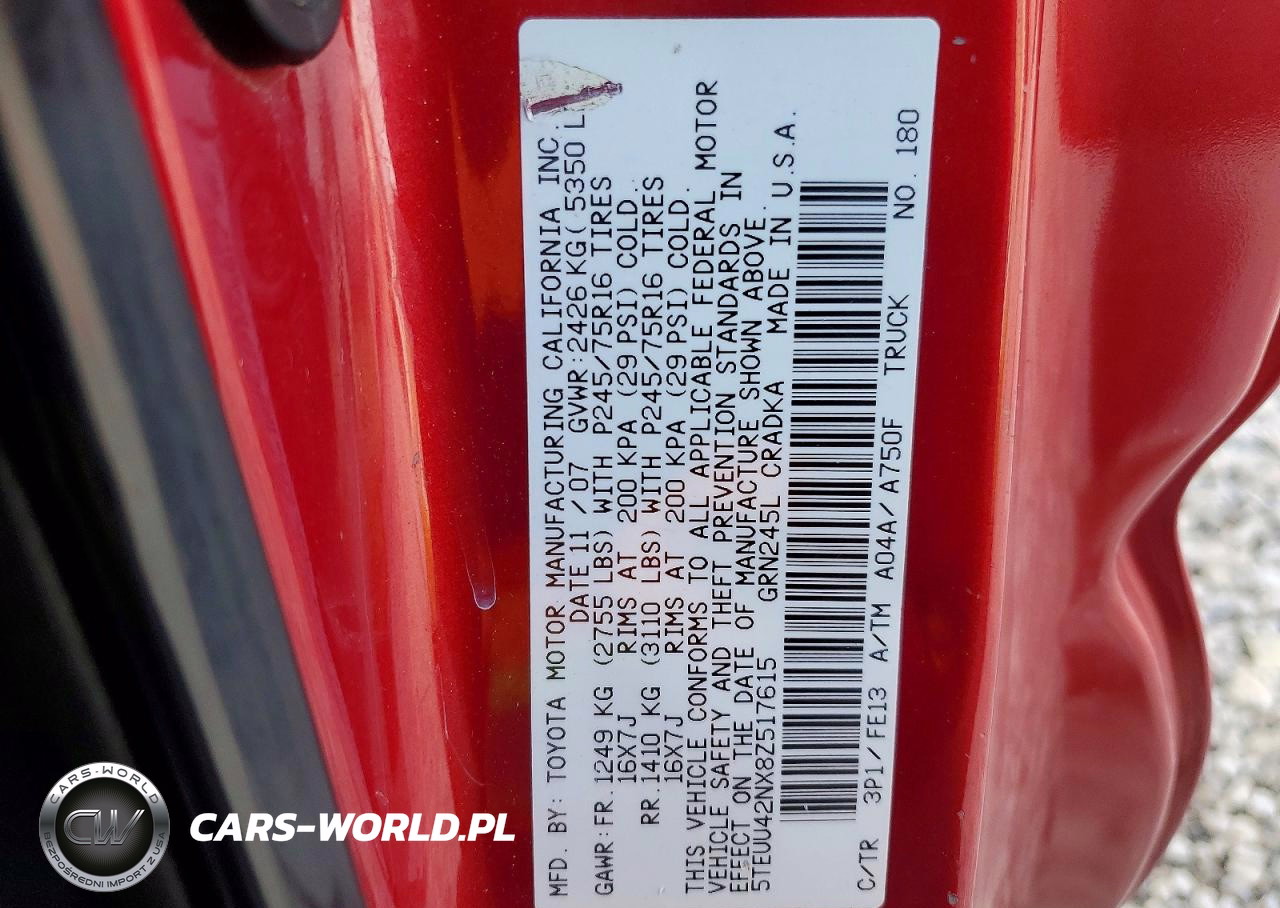 MFD. BY: TOYOTA MOTOR MANUFACTURING CALIFORNIA INC.
DATE 11 /07 GVWR:2426 KG( 5350 L
GAWR:FR.1249 KG (2755 LBS) WITH P245/75R16 TIRES
16X7J RIMS AT 200 KPA (29 PSI) COLD.
RR.1410 KG (3110 LBS) WITH P245/75R16 TIRES
16X7J RIMS AT 200 KPA (29 PSI) COLD.
THIS VEHICLE CONFORMS TO ALL APPLICABLE FEDERAL MOTOR
VEHICLE SAFETY AND THEFT PREVENTION STANDARDS IN
EFFECT ON THE DATE OF MANUFACTURE SHOWN ABOVE.
5TEUU42NX8Z517615 GRN245L CRADKA MADE IN U.S.A.
C/TR 3P1/FE13 A/TM A04A/A750F TRUCK NO. 180
CARS-WORLD
CW
BEZPOŚREDNI IMPORT Z USA
CARS-WORLD.PL